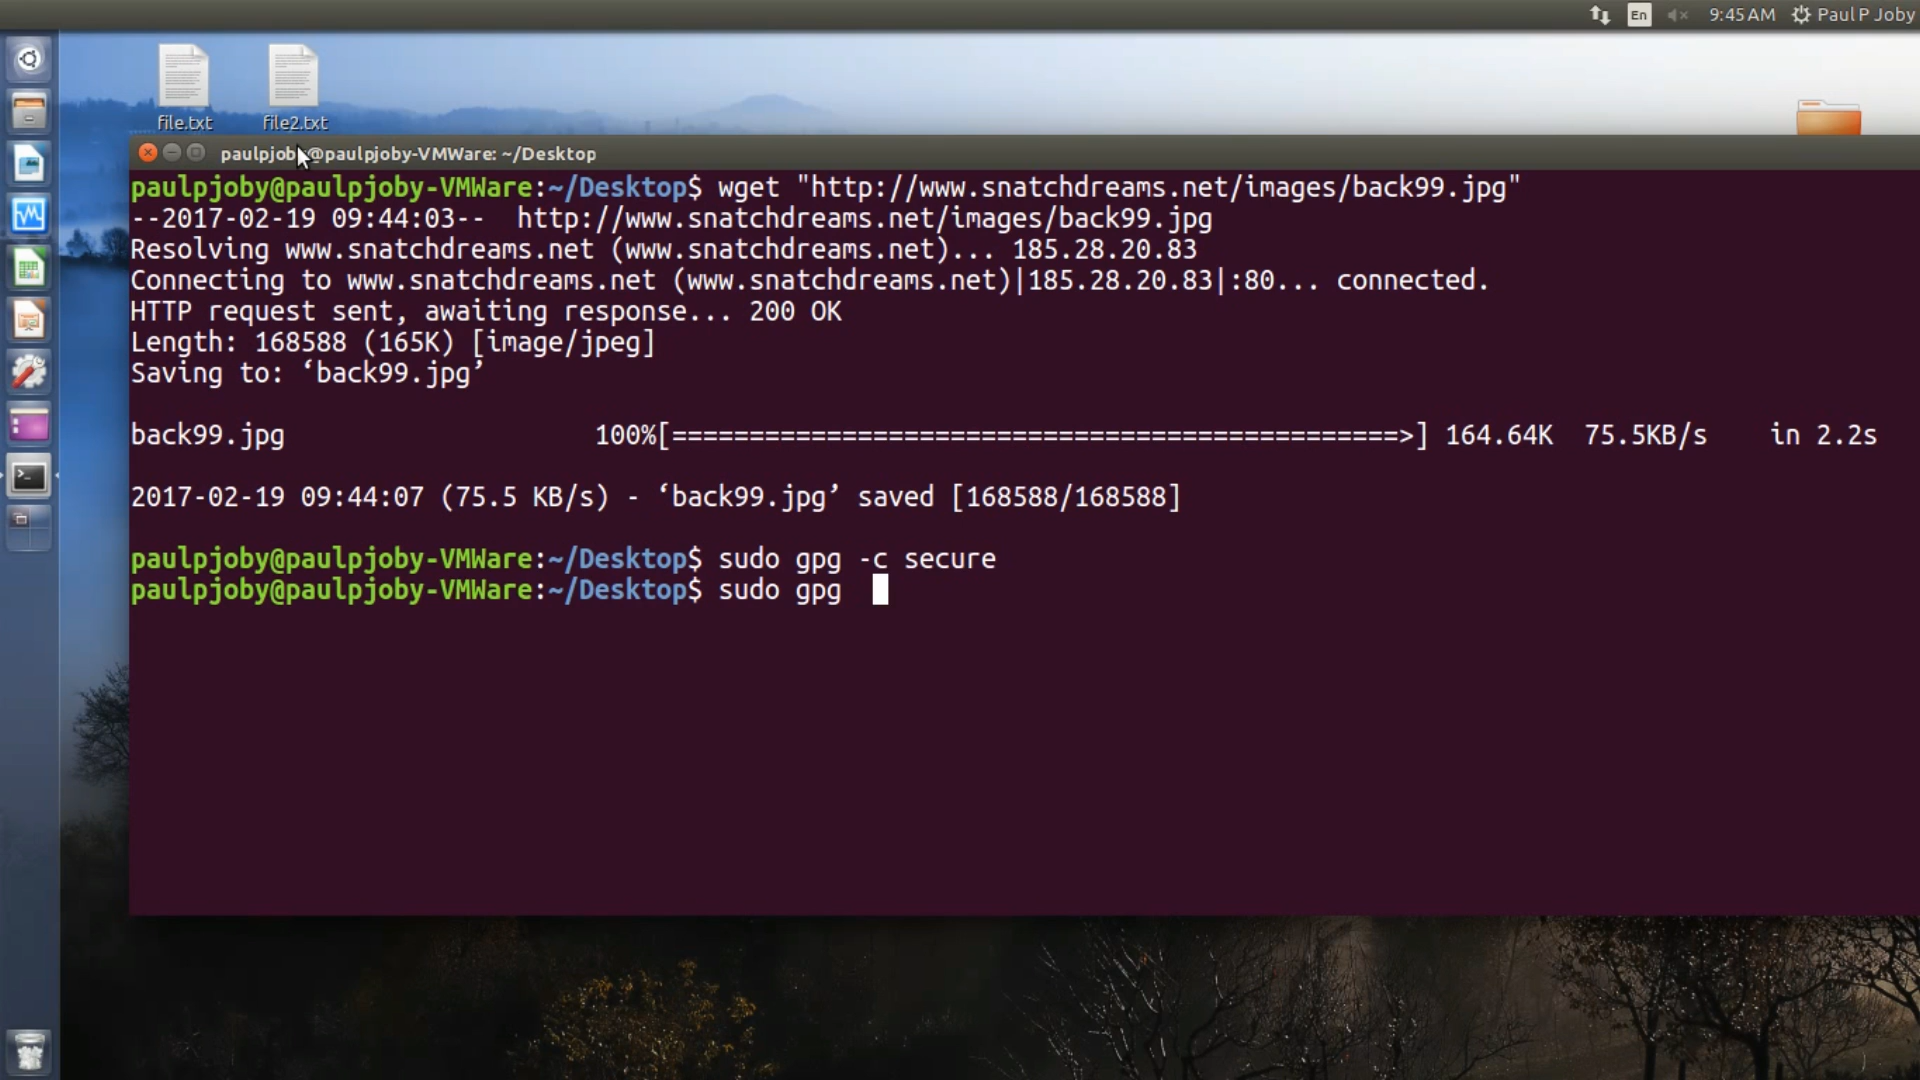 En 9:45 AM Paul P Joby
file.txt file2.txt
paulpjoby@paulpjoby-VMWare: ~/Desktop
paulpjoby@paulpjoby-VMWare:~/Desktop$ wget "http://www.snatchdreams.net/images/back99.jpg"
--2017-02-19 09:44:03--  http://www.snatchdreams.net/images/back99.jpg
Resolving www.snatchdreams.net (www.snatchdreams.net)... 185.28.20.83
Connecting to www.snatchdreams.net (www.snatchdreams.net)|185.28.20.83|:80... connected.
HTTP request sent, awaiting response... 200 OK
Length: 168588 (165K) [image/jpeg]
Saving to: ‘back99.jpg’
back99.jpg 100%[===============================================>] 164.64K 75.5KB/s in 2.2s
2017-02-19 09:44:07 (75.5 KB/s) - ‘back99.jpg’ saved [168588/168588]
paulpjoby@paulpjoby-VMWare:~/Desktop$ sudo gpg -c secure
paulpjoby@paulpjoby-VMWare:~/Desktop$ sudo gpg